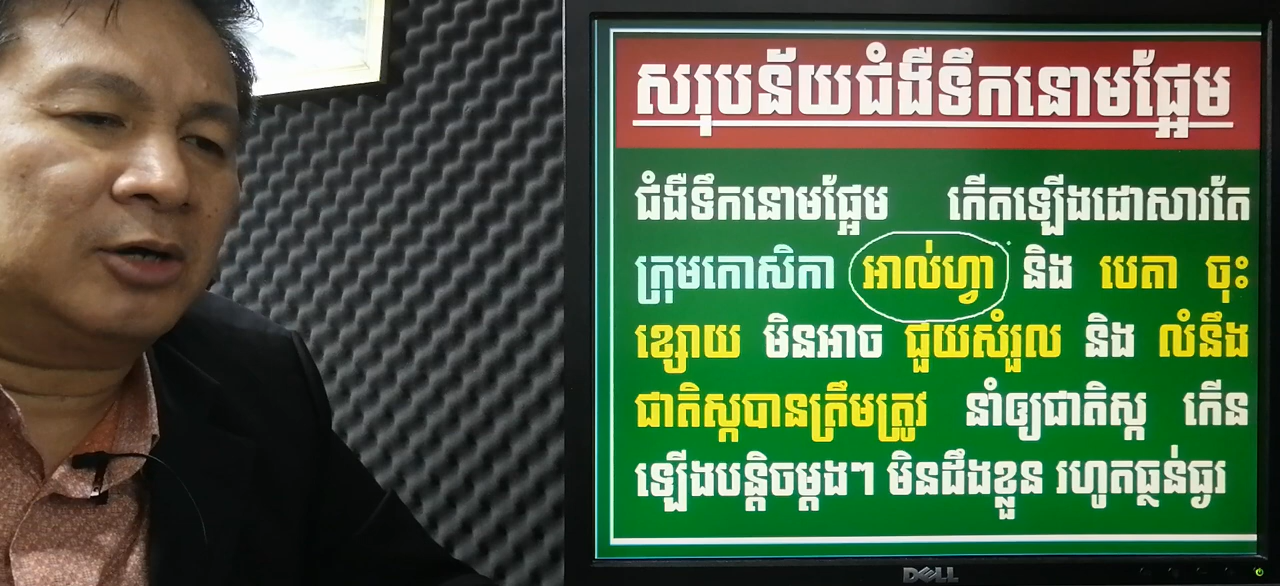 សរុបន័យជំងឺទឹកនោមផ្អែម
ជំងឺទឹកនោមផ្អែម កើតឡើងដោសារតែ
ក្រុមកោសិកា អាល់ហ្វា និង បេតា ចុះ
ខ្សោយ មិនអាច ជួយសំរួល និង លំនឹង
ជាតិស្ករបានត្រឹមត្រូវ នាំឲ្យជាតិស្ក កើន
ឡើងបន្តិចម្តងៗ មិនដឹងខ្លួន រហូតធ្ងន់ធ្ងរ
DELL